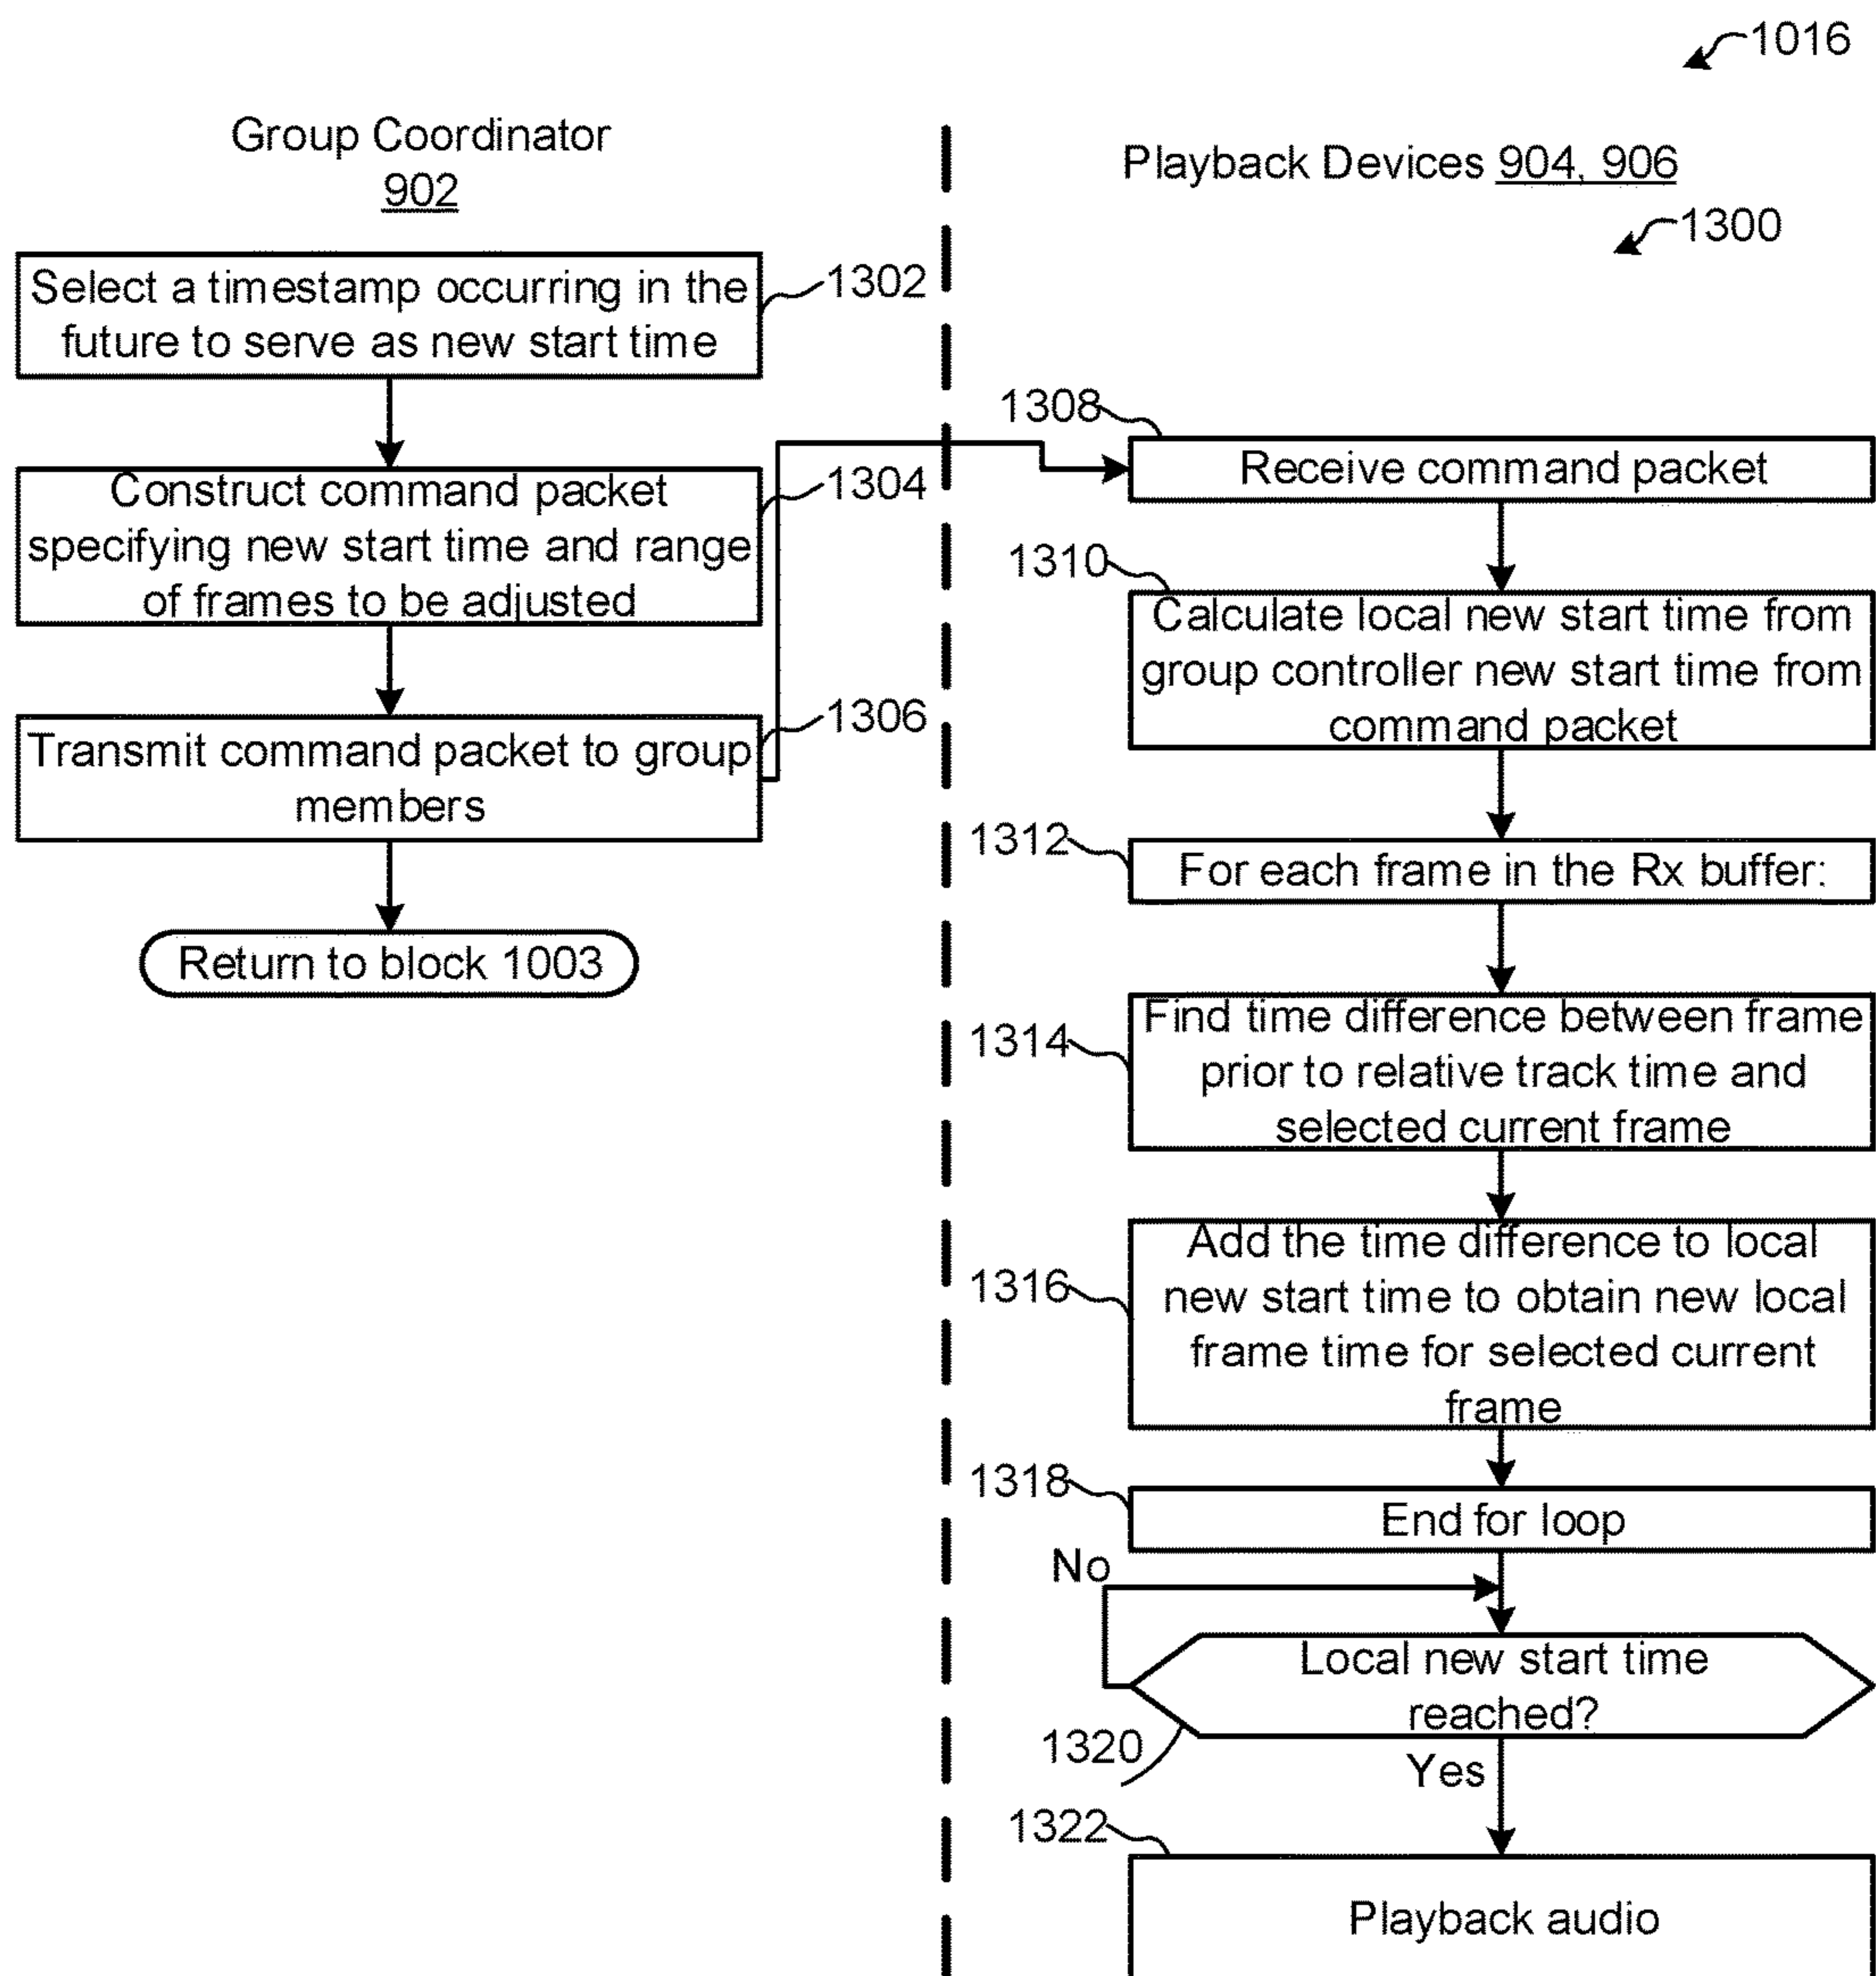 1016
Group Coordinator
902
Select a timestamp occurring in the
future to serve as new start time
1302
Construct command packet
specifying new start time and range
of frames to be adjusted
1304
Transmit command packet to group
members
1306
Return to block 1003
Playback Devices 904, 906
1300
1308
Receive command packet
1310
Calculate local new start time from
group controller new start time from
command packet
1312
For each frame in the Rx buffer:
1314
Find time difference between frame
prior to relative track time and
selected current frame
1316
Add the time difference to local
new start time to obtain new local
frame time for selected current
frame
1318
End for loop
No
Local new start time
reached?
1320
Yes
1322
Playback audio